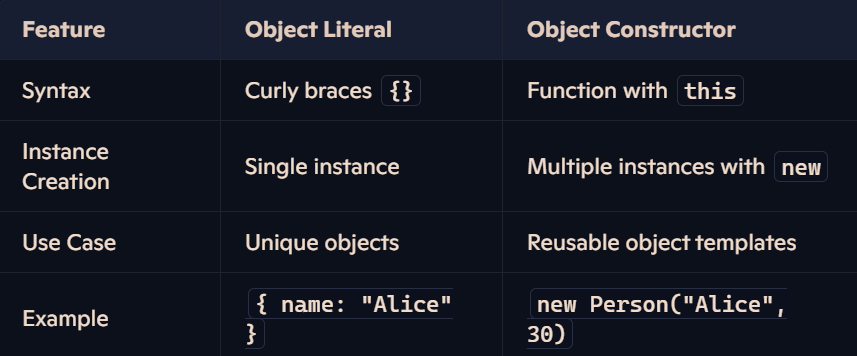 Feature Object Literal Object Constructor
Syntax Curly braces {} Function with this
Instance
Creation Single instance Multiple instances with new
Use Case Unique objects Reusable object templates
Example { name: "Alice"
} new Person("Alice",
30)